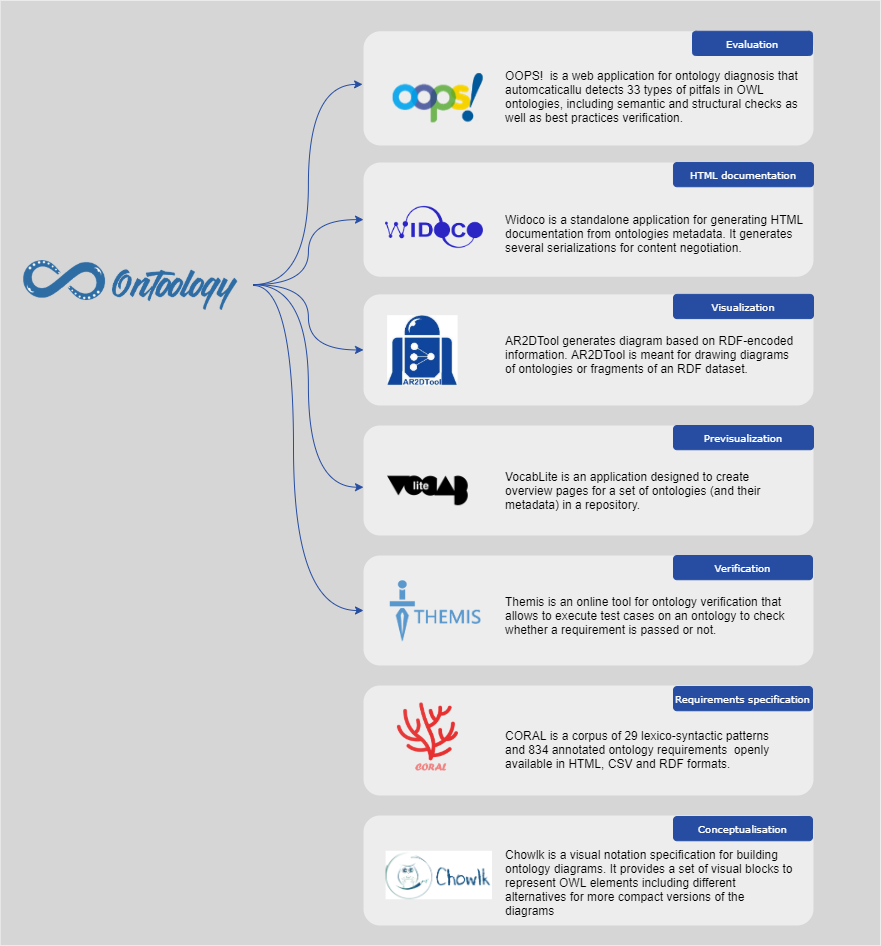 Evaluation
oops!
OOPS!  is a web application for ontology diagnosis that
automcaticallu detects 33 types of pitfals in OWL
ontologies, including semantic and structural checks as
well as best practices verification.
HTML documentation
WIDOCO
Widoco is a standalone application for generating HTML
documentation from ontologies metadata. It generates
several serializations for content negotiation.
OnToology
Visualization
AR2DTool
AR2DTool generates diagram based on RDF-encoded
information. AR2DTool is meant for drawing diagrams
of ontologies or fragments of an RDF dataset.
Previsualization
VOCAB
lite
VocabLite is an application designed to create
overview pages for a set of ontologies (and their
metadata) in a repository.
Verification
THEMIS
Themis is an online tool for ontology verification that
allows to execute test cases on an ontology to check
whether a requirement is passed or not.
Requirements specification
CORAL
CORAL is a corpus of 29 lexico-syntactic patterns
and 834 annotated ontology requirements  openly
available in HTML, CSV and RDF formats.
Conceptualisation
Chowlk
Chowlk is a visual notation specification for building
ontology diagrams. It provides a set of visual blocks to
represent OWL elements including different
alternatives for more compact versions of the
diagrams